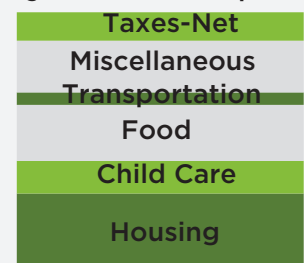 Taxes-Net
Miscellaneous
Transportation
Food
Child Care
Housing